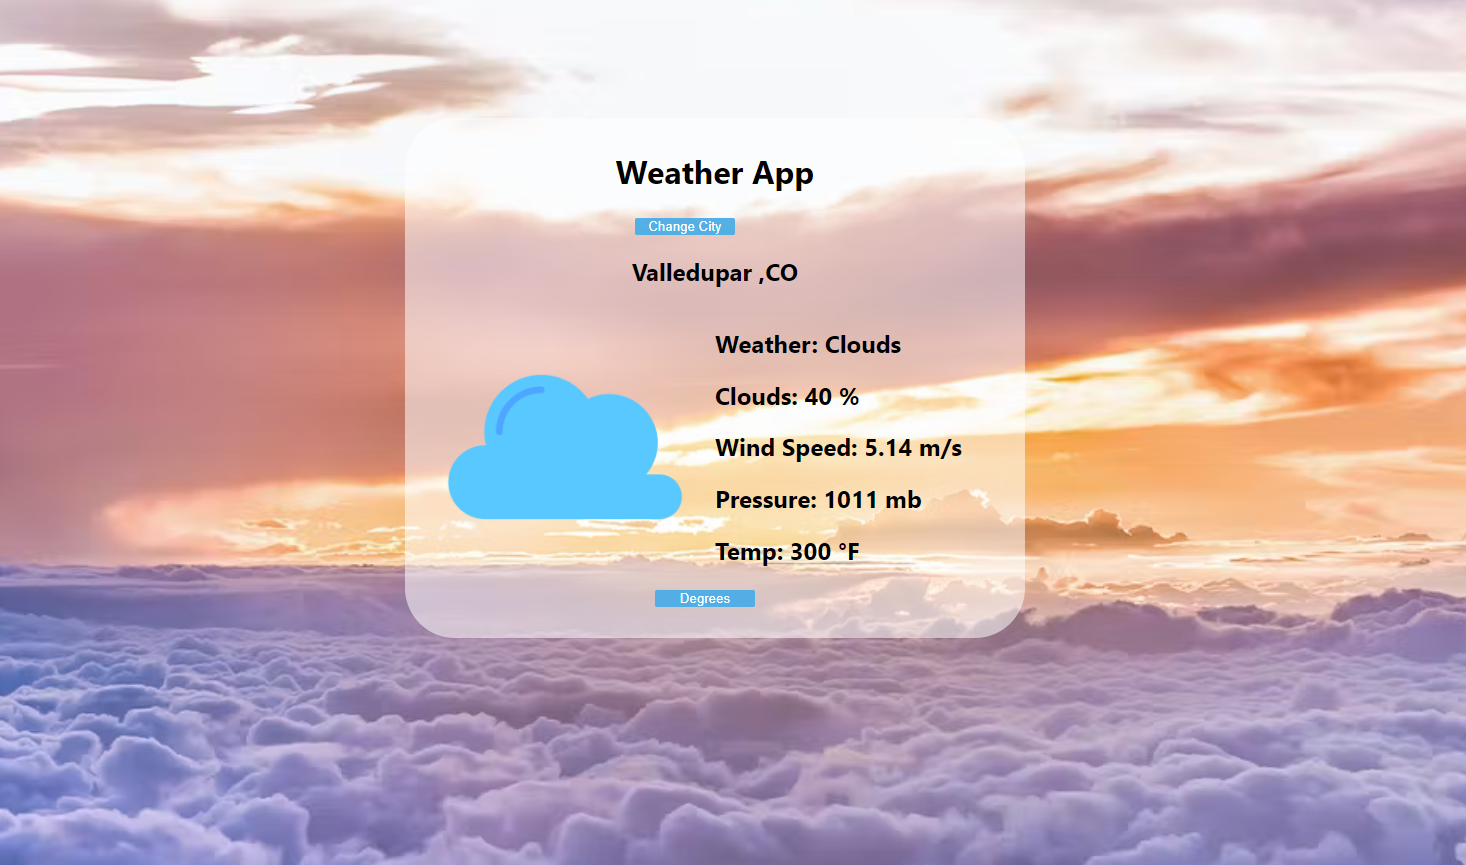 Weather App
Change City
Valledupar ,CO
Weather: Clouds
Clouds: 40 %
Wind Speed: 5.14 m/s
Pressure: 1011 mb
Temp: 300 °F
Degrees